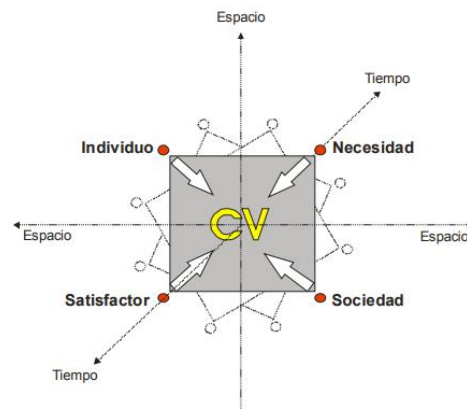 Espacio
Tiempo
Individuo
Necesidad
CV
Espacio
Espacio
Satisfactor
Sociedad
Tiempo